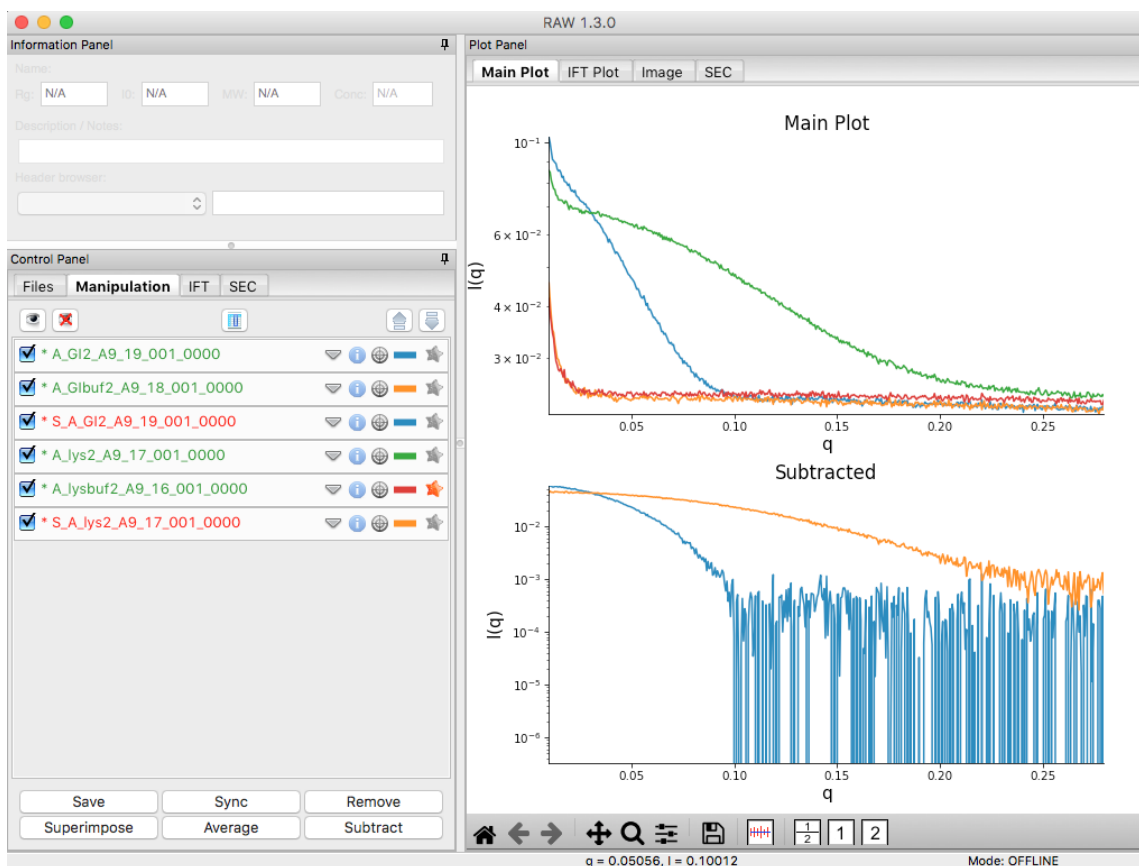 RAW 1.3.0
Information Panel
Name:
Rg: N/A I0: N/A MW: N/A Conc: N/A
Description / Notes:
Header browser:
Control Panel
Files Manipulation IFT SEC
* A_GI2_A9_19_001_0000
* A_GIbuf2_A9_18_001_0000
* S_A_GI2_A9_19_001_0000
* A_lys2_A9_17_001_0000
* A_lysbuf2_A9_16_001_0000
* S_A_lys2_A9_17_001_0000
Save Sync Remove
Superimpose Average Subtract
Plot Panel
Main Plot IFT Plot Image SEC
Main Plot
10⁻¹
6 × 10⁻²
4 × 10⁻²
3 × 10⁻²
I(q)
0.05 0.10 0.15 0.20 0.25
q
Subtracted
10⁻²
10⁻³
10⁻⁴
10⁻⁵
10⁻⁶
I(q)
0.05 0.10 0.15 0.20 0.25
q
1 2 1 2
q = 0.05056, I = 0.10012 Mode: OFFLINE